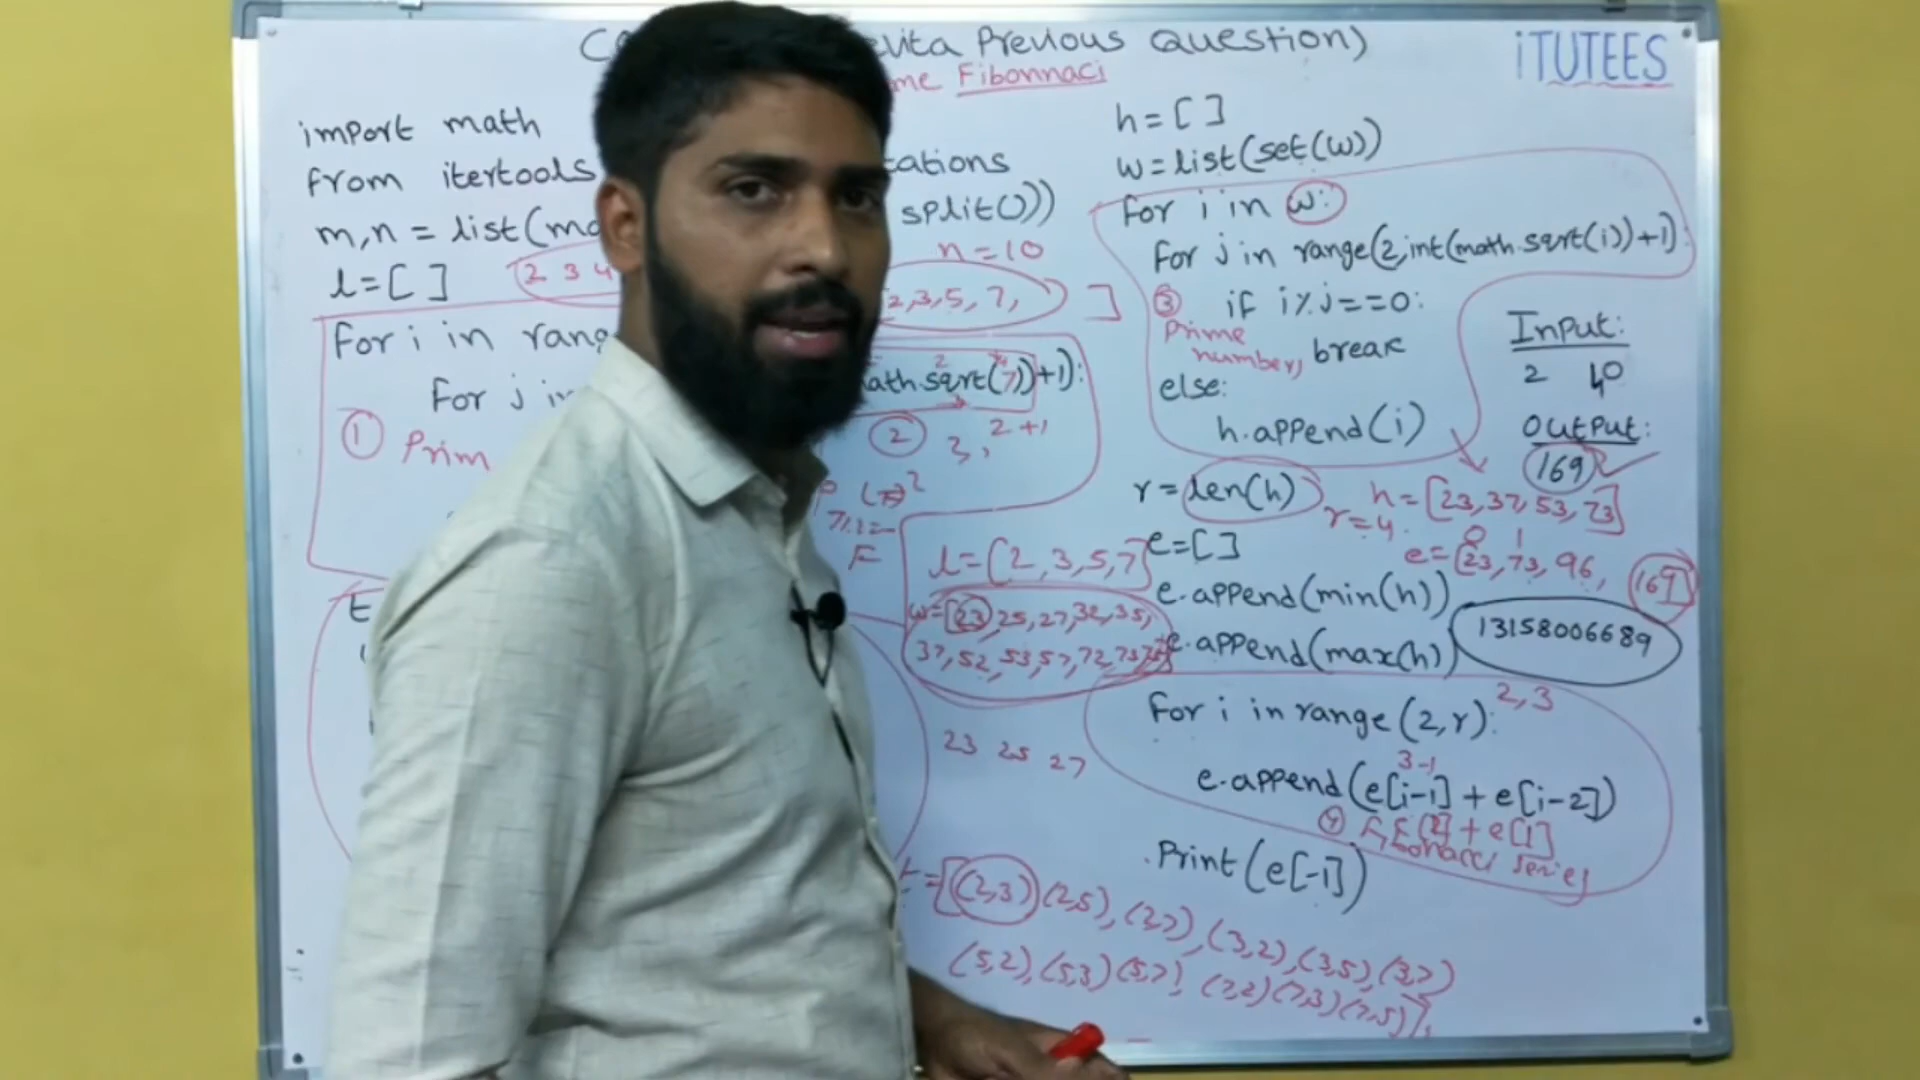 evita Previous Question)
me Fibonnaci
iTUTEES
import math
from itertools
tations
m,n = list(ma
split()))
l=[ ]
2 3 4
n=10
2,3,5,7, ]
for i in rang
ath.sqrt(7))+1):
for j in
1
Prim
2
3, 2+1
F
l=[2,3,5,7]
w=[23,25,27,32,35,
37,52,53,57,72,73,75]
t
23 25 27
h=[ ]
w=list(set(w))
for i in w:
for j in range(2,int(math.sqrt(i))+1):
3 if i%j==0:
Prime
number, break
else:
h.append(i)
Input:
2 40
Output:
169
r=len(h)
r=4
h=[23,37,53,73]
0 1
e=[23,73,96, 169]
e=[]
e.append(min(h))
e.append(max(h))
13158006689
for i in range(2,r):
2,3
3-1
e.append(e[i-1]+e[i-2])
4 F,E[2]+e[1]
Fibonacci series
Print(e[-1])
t=[(2,3)(2,5),(2,7),(3,2),(3,5),(3,7)
(5,2),(5,3)(5,7), (7,2)(7,3)(7,5)],